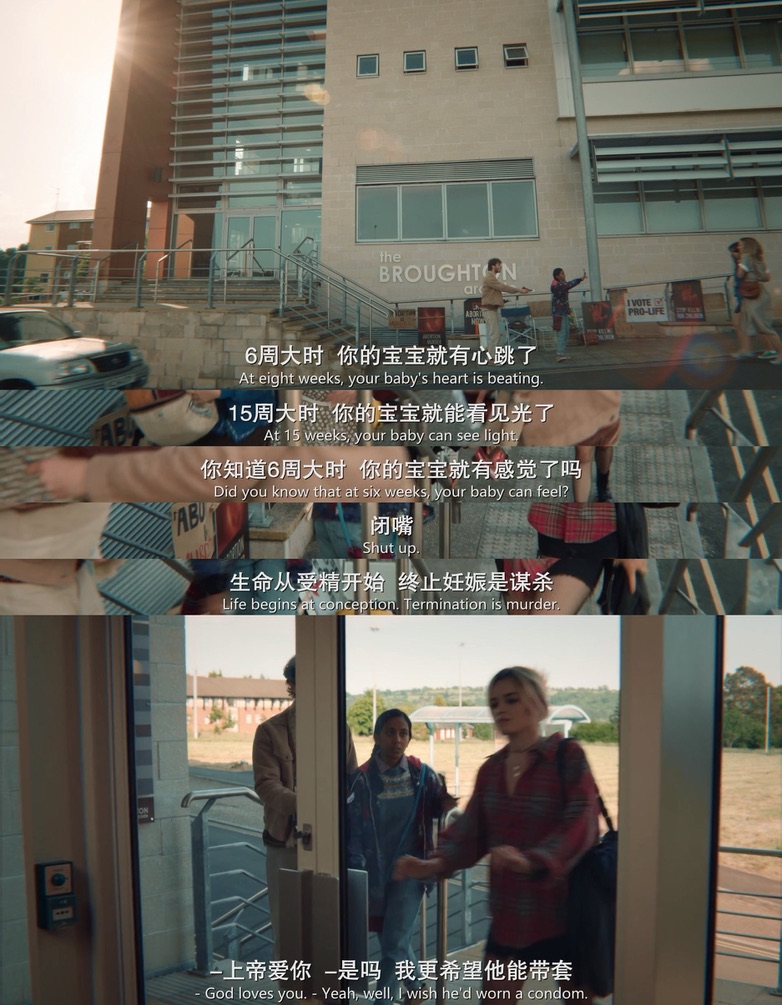 the
BROUGHTON
I VOTE
PRO-LIFE
6周大时 你的宝宝就有心跳了
At eight weeks, your baby's heart is beating.
15周大时 你的宝宝就能看见光了
At 15 weeks, your baby can see light.
你知道6周大时 你的宝宝就有感觉了吗
Did you know that at six weeks, your baby can feel?
闭嘴
Shut up.
生命从受精开始 终止妊娠是谋杀
Life begins at conception. Termination is murder.
–上帝爱你 –是吗 我更希望他能带套
- God loves you. - Yeah, well, I wish he'd worn a condom.